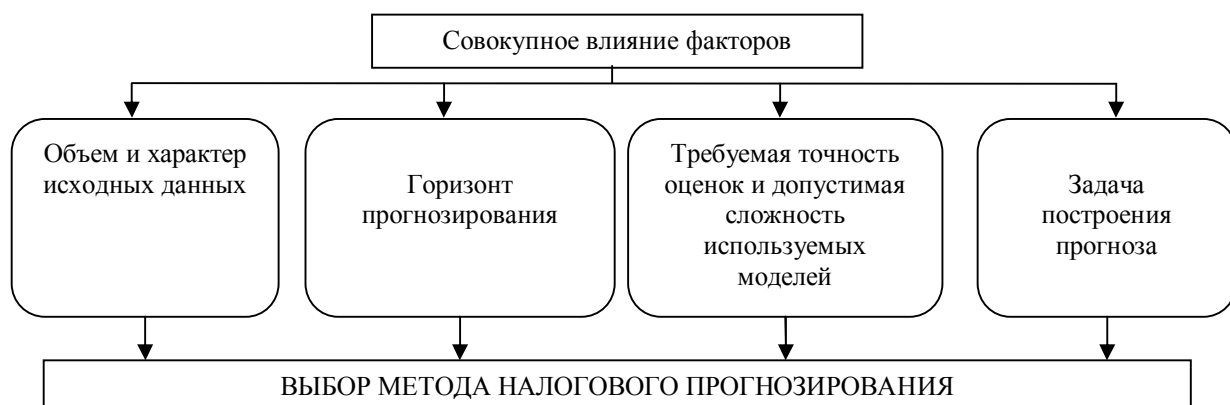 Совокупное влияние факторов
Объем и характер
исходных данных
Горизонт
прогнозирования
Требуемая точность
оценок и допустимая
сложность
используемых
моделей
Задача
построения
прогноза
ВЫБОР МЕТОДА НАЛОГОВОГО ПРОГНОЗИРОВАНИЯ